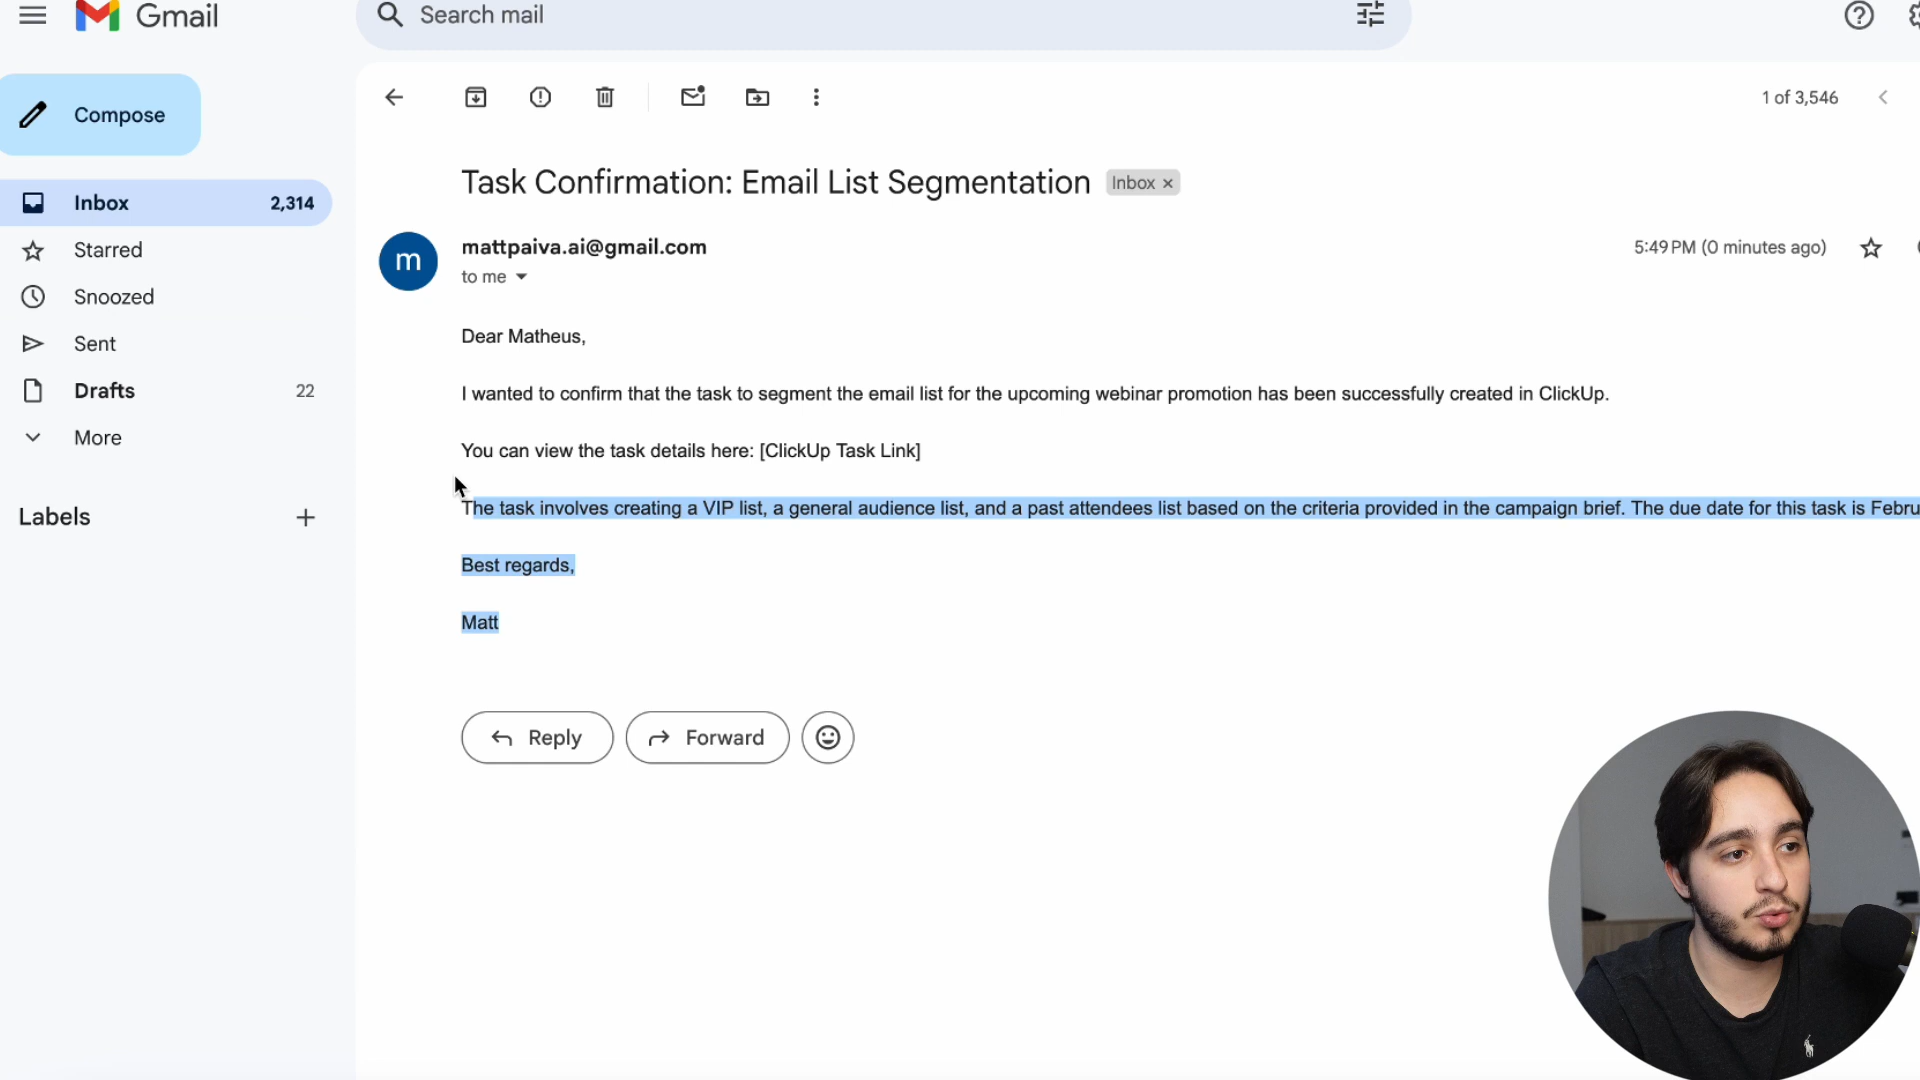 Gmail
Search mail
Compose
1 of 3,546
Inbox 2,314
Starred
Snoozed
Sent
Drafts 22
More
Labels
Task Confirmation: Email List Segmentation Inbox ×
m
mattpaiva.ai@gmail.com
5:49 PM (0 minutes ago)
to me
Dear Matheus,
I wanted to confirm that the task to segment the email list for the upcoming webinar promotion has been successfully created in ClickUp.
You can view the task details here: [ClickUp Task Link]
The task involves creating a VIP list, a general audience list, and a past attendees list based on the criteria provided in the campaign brief. The due date for this task is Febru
Best regards,
Matt
Reply
Forward